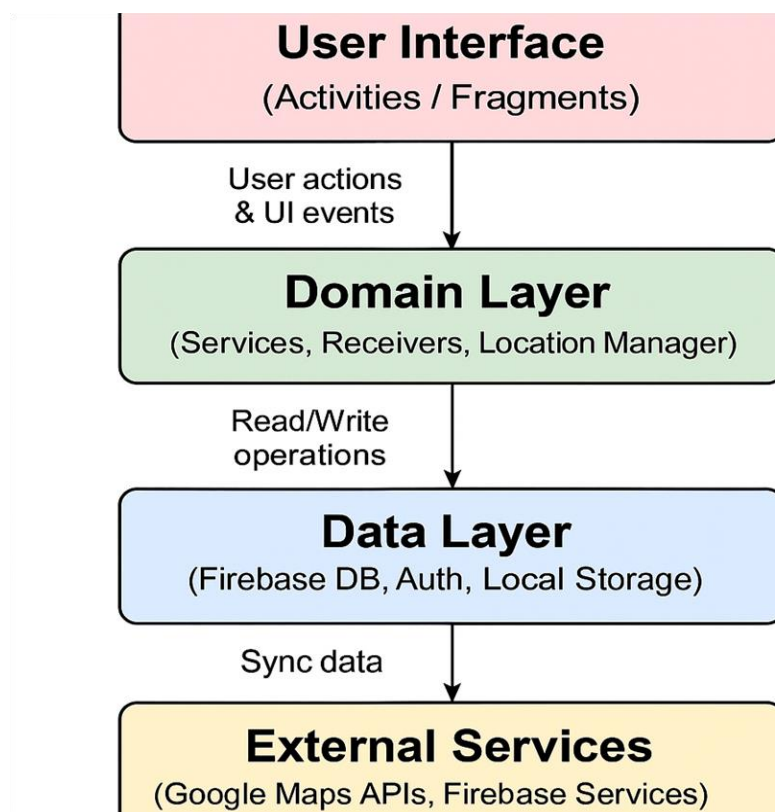 User Interface
(Activities / Fragments)
User actions
& UI events
Domain Layer
(Services, Receivers, Location Manager)
Read/Write
operations
Data Layer
(Firebase DB, Auth, Local Storage)
Sync data
External Services
(Google Maps APIs, Firebase Services)